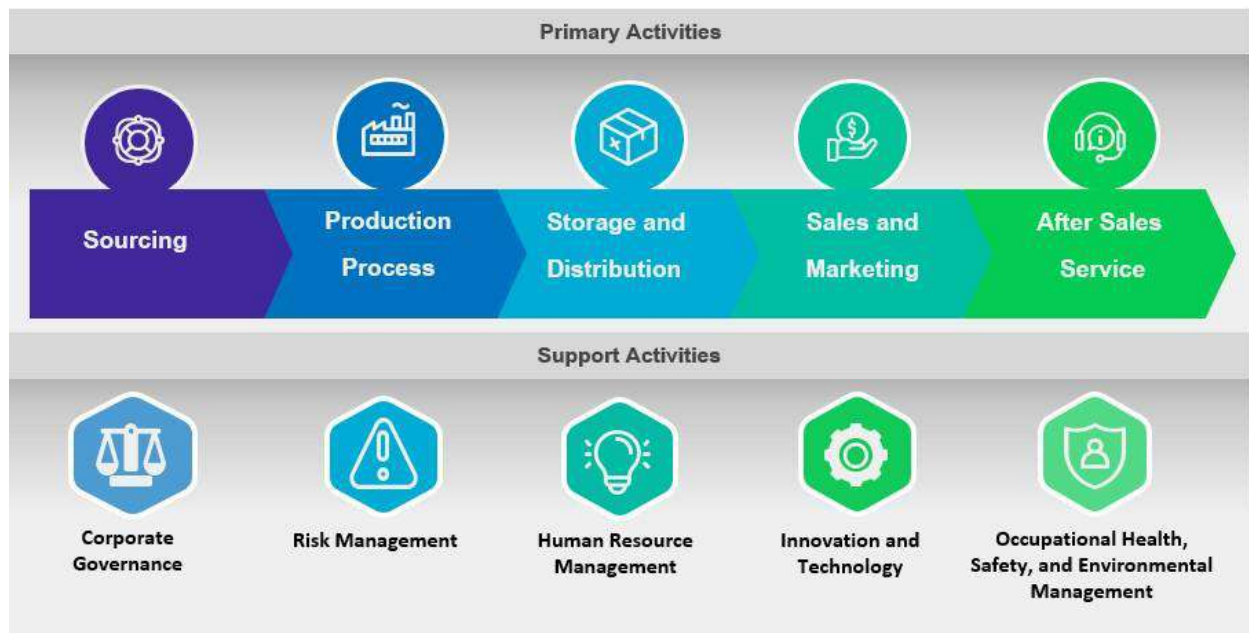 Primary Activities
Sourcing
Production
Process
Storage and
Distribution
Sales and
Marketing
After Sales
Service
Support Activities
Corporate
Governance
Risk Management
Human Resource
Management
Innovation and
Technology
Occupational Health,
Safety, and Environmental
Management